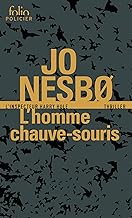 folio
POLICIER
JO
NESBØ
L'INSPECTEUR HARRY HOLE
THRILLER
L'homme
chauve-souris